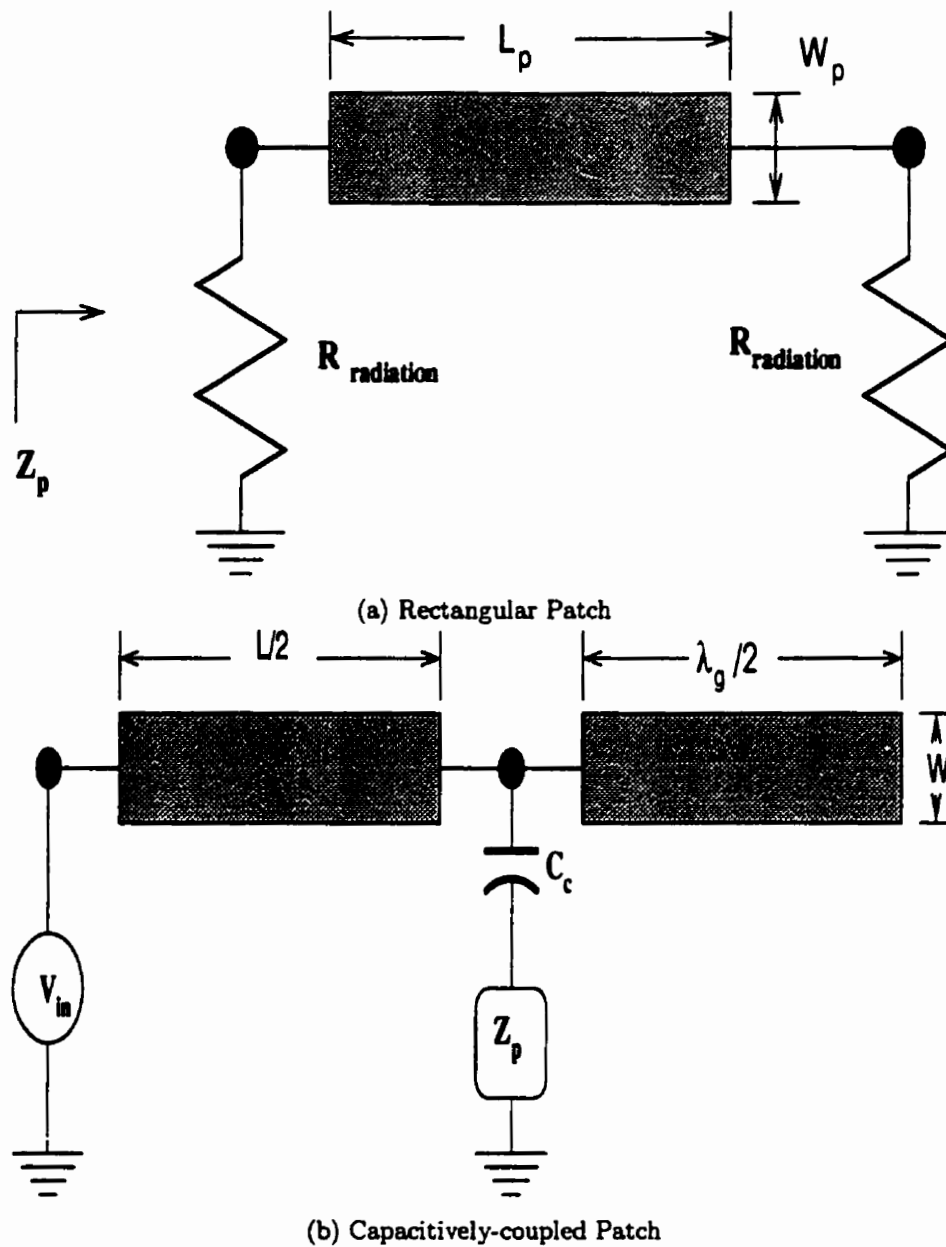 L_p
W_p
R_radiation
R_radiation
Z_p
(a) Rectangular Patch
L/2
λ_g/2
W
C_c
V_in
Z_p
(b) Capacitively-coupled Patch